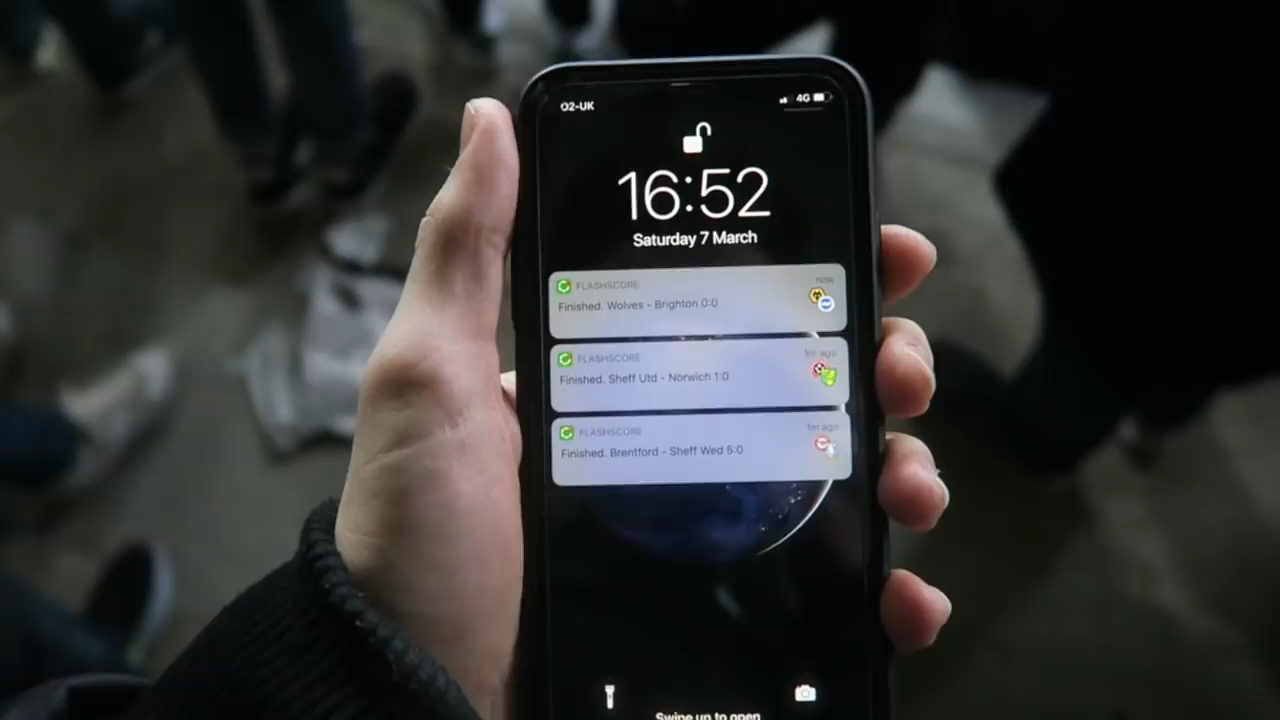 O2-UK
4G
16:52
Saturday 7 March
FLASHSCORE
now
Finished. Wolves - Brighton 0:0
FLASHSCORE
1m ago
Finished. Sheff Utd - Norwich 1:0
FLASHSCORE
1m ago
Finished. Brentford - Sheff Wed 5:0
Swipe up to open